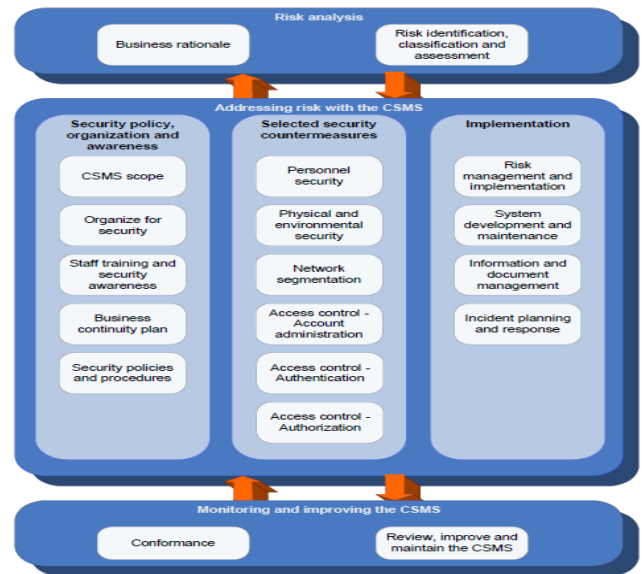 Risk analysis
Business rationale
Risk identification,
classification and
assessment
Addressing risk with the CSMS
Security policy,
organization and
awareness
CSMS scope
Organize for
security
Staff training and
security
awareness
Business
continuity plan
Security policies
and procedures
Selected security
countermeasures
Personnel
security
Physical and
environmental
security
Network
segmentation
Access control -
Account
administration
Access control -
Authentication
Access control -
Authorization
Implementation
Risk
management and
implementation
System
development and
maintenance
Information and
document
management
Incident planning
and response
Monitoring and improving the CSMS
Conformance
Review, improve and
maintain the CSMS